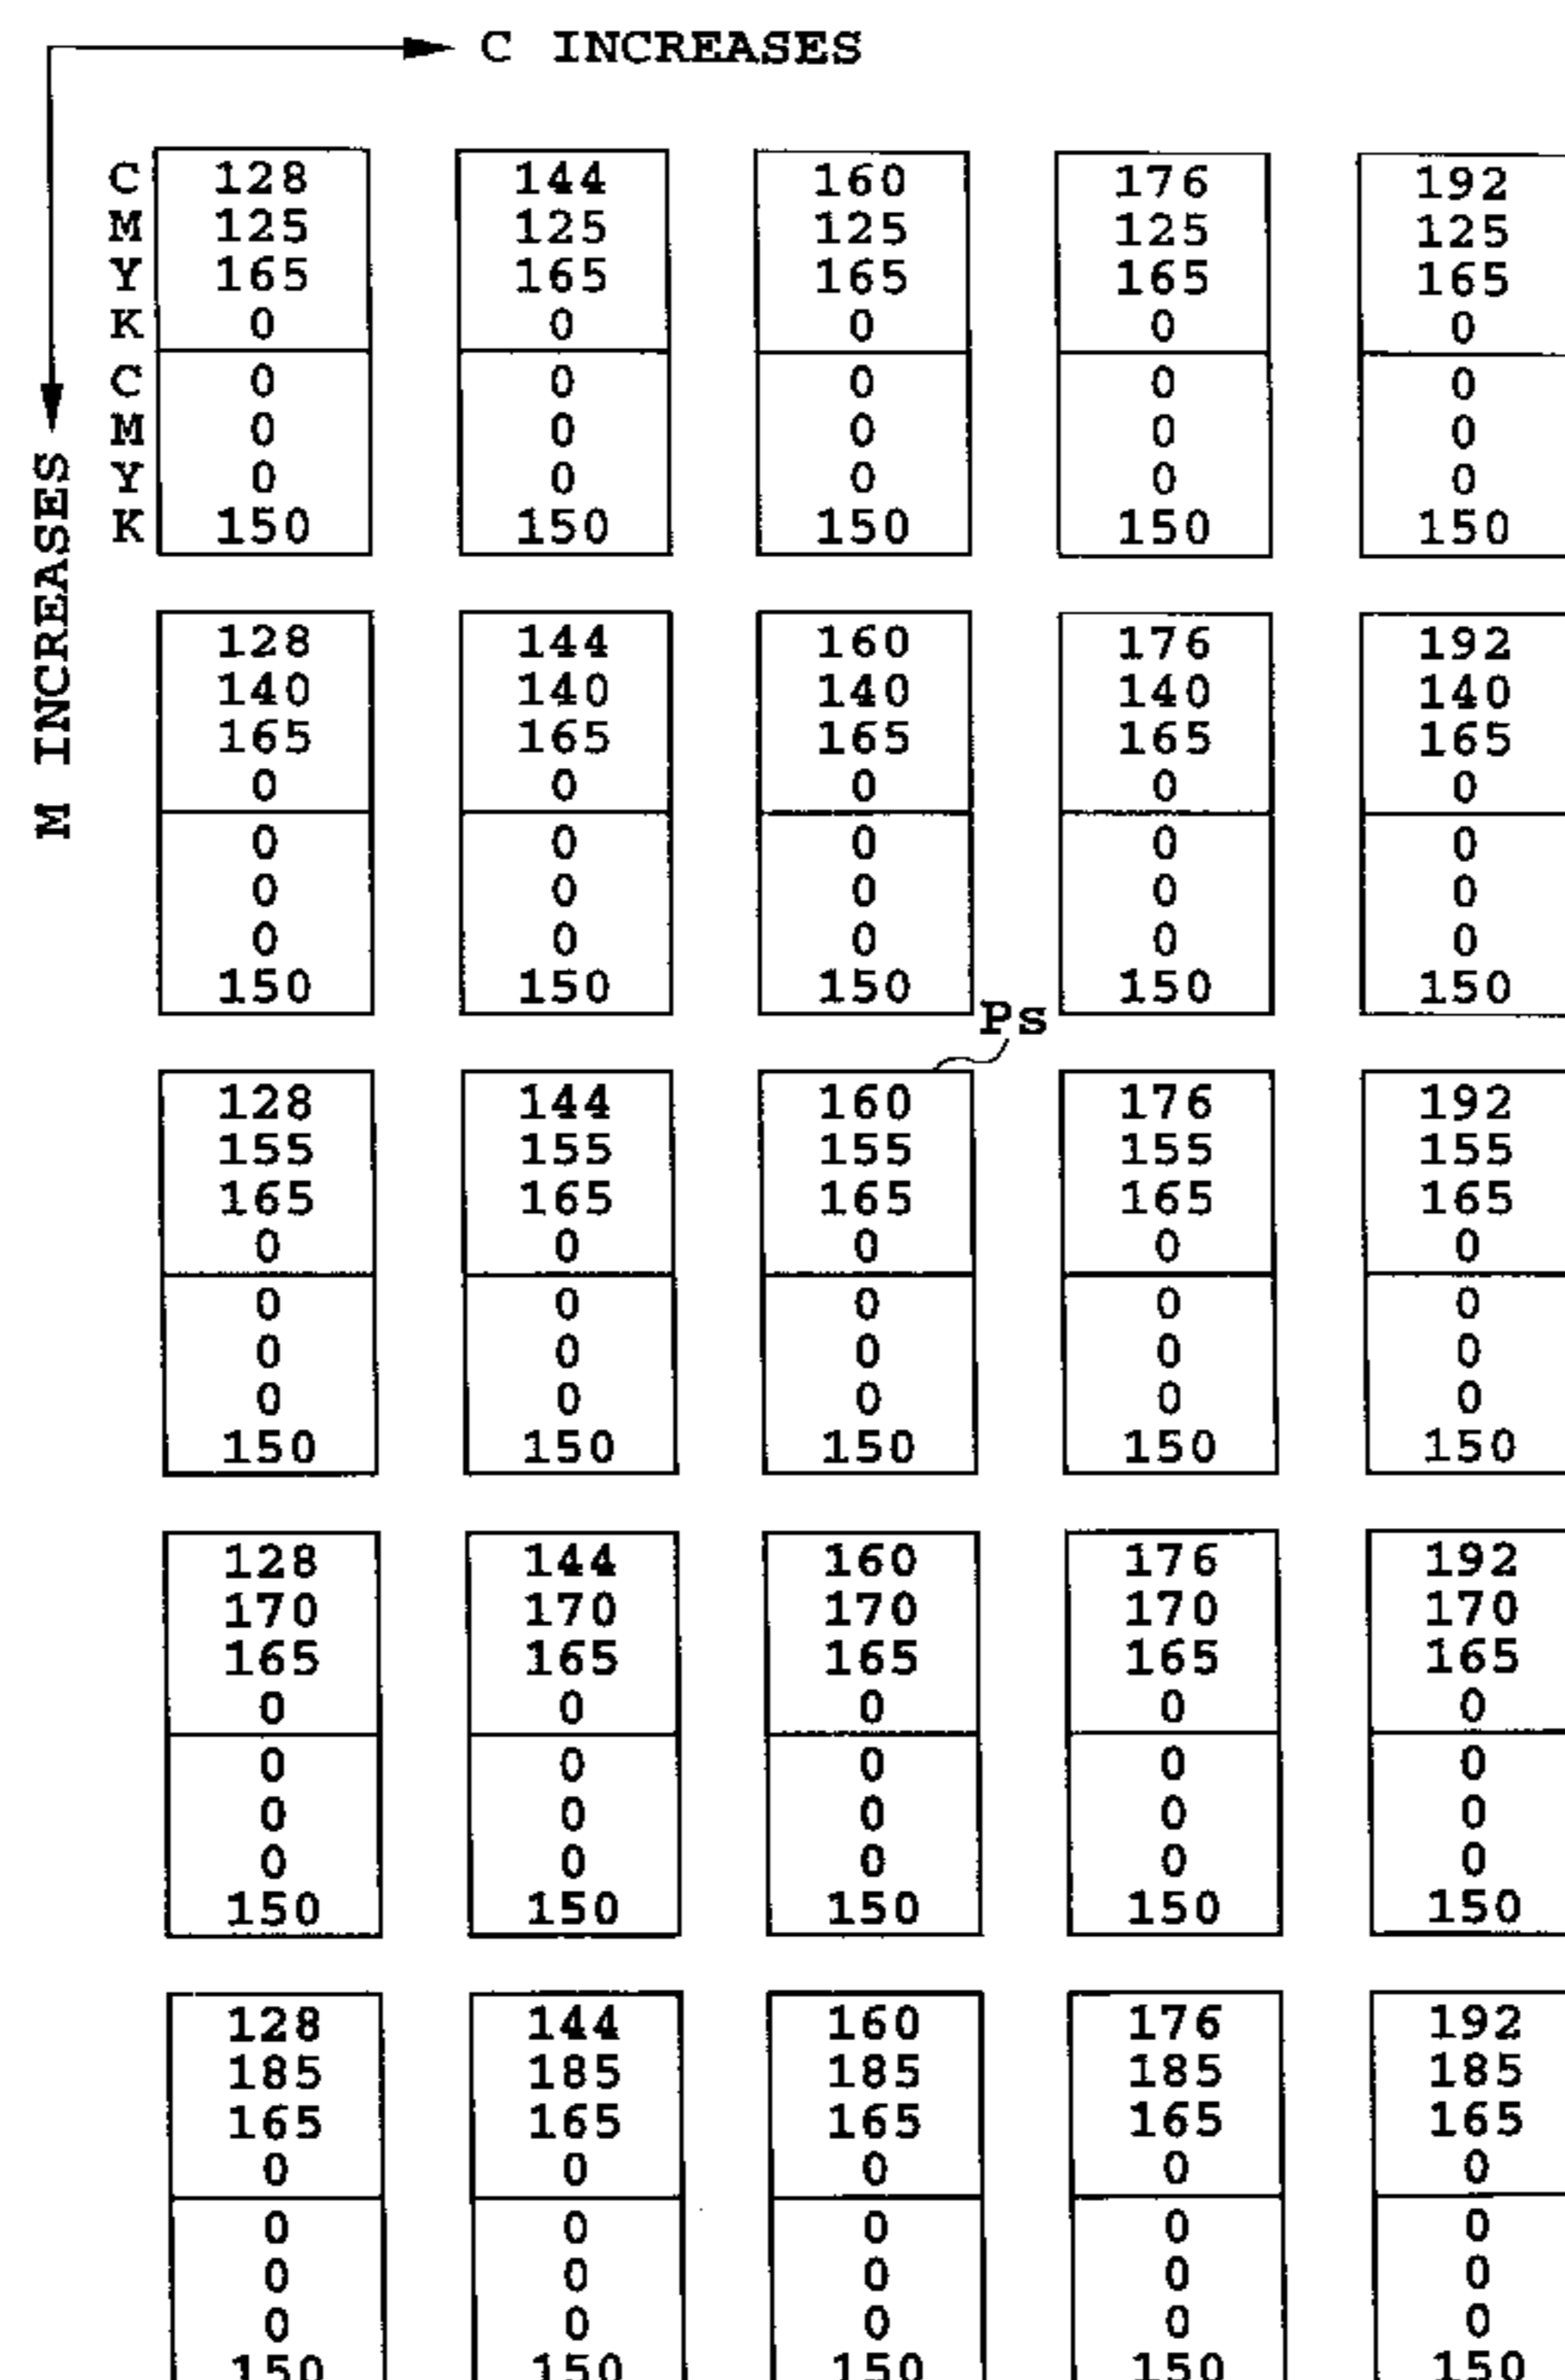 C INCREASES
M INCREASES
C 128 144 160 176 192
M 125 125 125 125 125
Y 165 165 165 165 165
K 0 0 0 0 0
C 0 0 0 0 0
M 0 0 0 0 0
Y 0 0 0 0 0
K 150 150 150 150 150
128 144 160 176 192
140 140 140 140 140
165 165 165 165 165
0 0 0 0 0
0 0 0 0 0
0 0 0 0 0
0 0 0 0 0
150 150 150 150 150
Ps
128 144 160 176 192
155 155 155 155 155
165 165 165 165 165
0 0 0 0 0
0 0 0 0 0
0 0 0 0 0
0 0 0 0 0
150 150 150 150 150
128 144 160 176 192
170 170 170 170 170
165 165 165 165 165
0 0 0 0 0
0 0 0 0 0
0 0 0 0 0
0 0 0 0 0
150 150 150 150 150
128 144 160 176 192
185 185 185 185 185
165 165 165 165 165
0 0 0 0 0
0 0 0 0 0
0 0 0 0 0
0 0 0 0 0
150 150 150 150 150